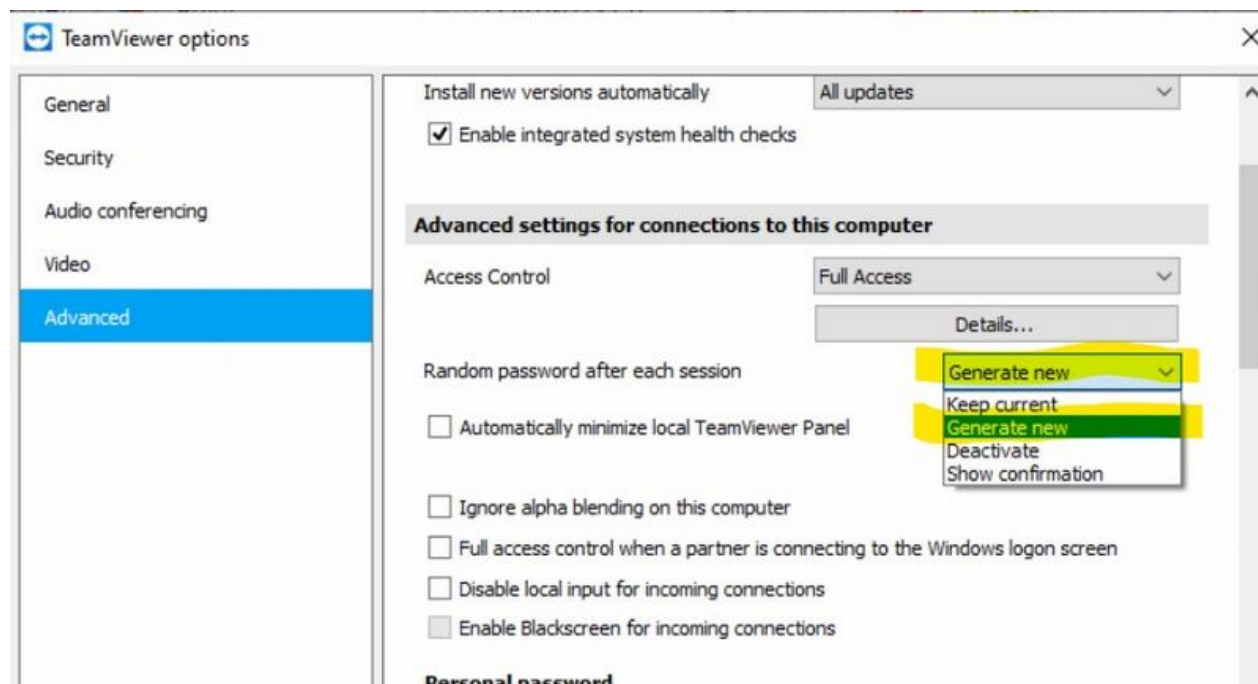 TeamViewer options
General
Security
Audio conferencing
Video
Advanced
Install new versions automatically All updates
Enable integrated system health checks
Advanced settings for connections to this computer
Access Control Full Access
Details...
Random password after each session Generate new
Keep current
Automatically minimize local TeamViewer Panel Generate new
Deactivate
Show confirmation
Ignore alpha blending on this computer
Full access control when a partner is connecting to the Windows logon screen
Disable local input for incoming connections
Enable Blackscreen for incoming connections
Personal password